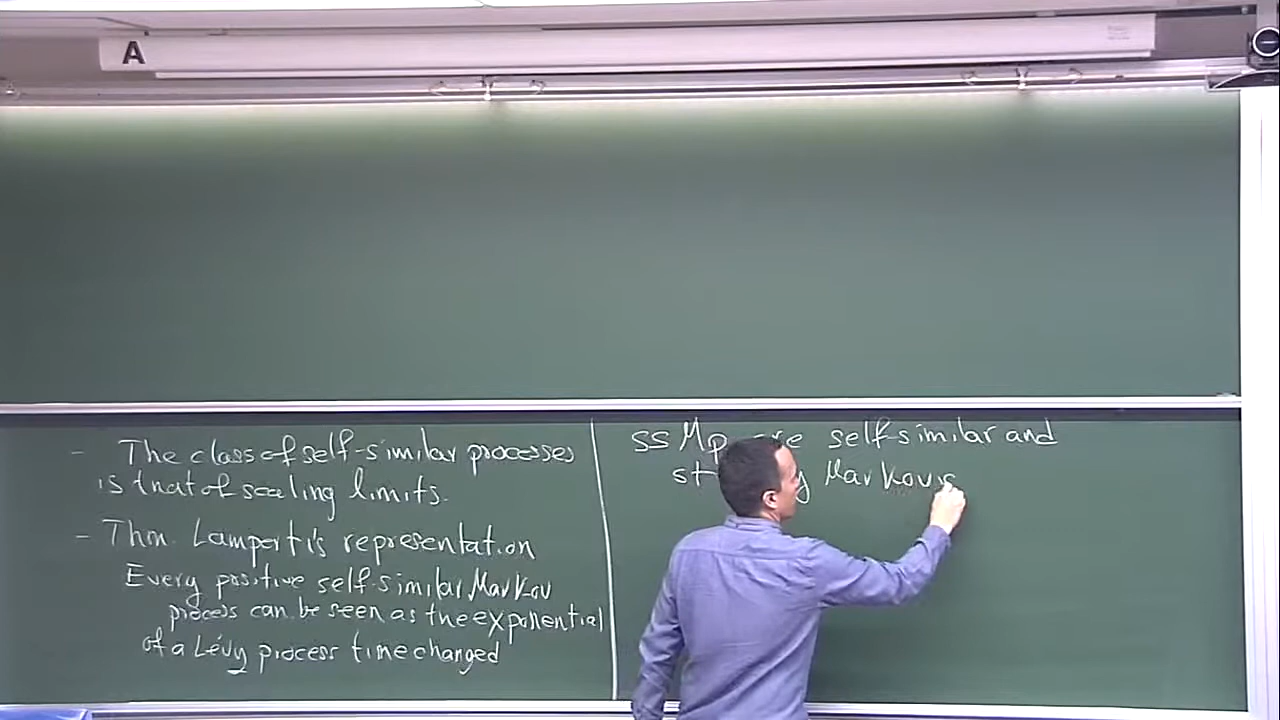 A
- The class of self-similar processes
is that of scaling limits.
- Thm. Lamperti's representation
Every positive self-similar Markov
process can be seen as the exponential
of a Lévy process time changed
ssMp are self-similar and
Markov